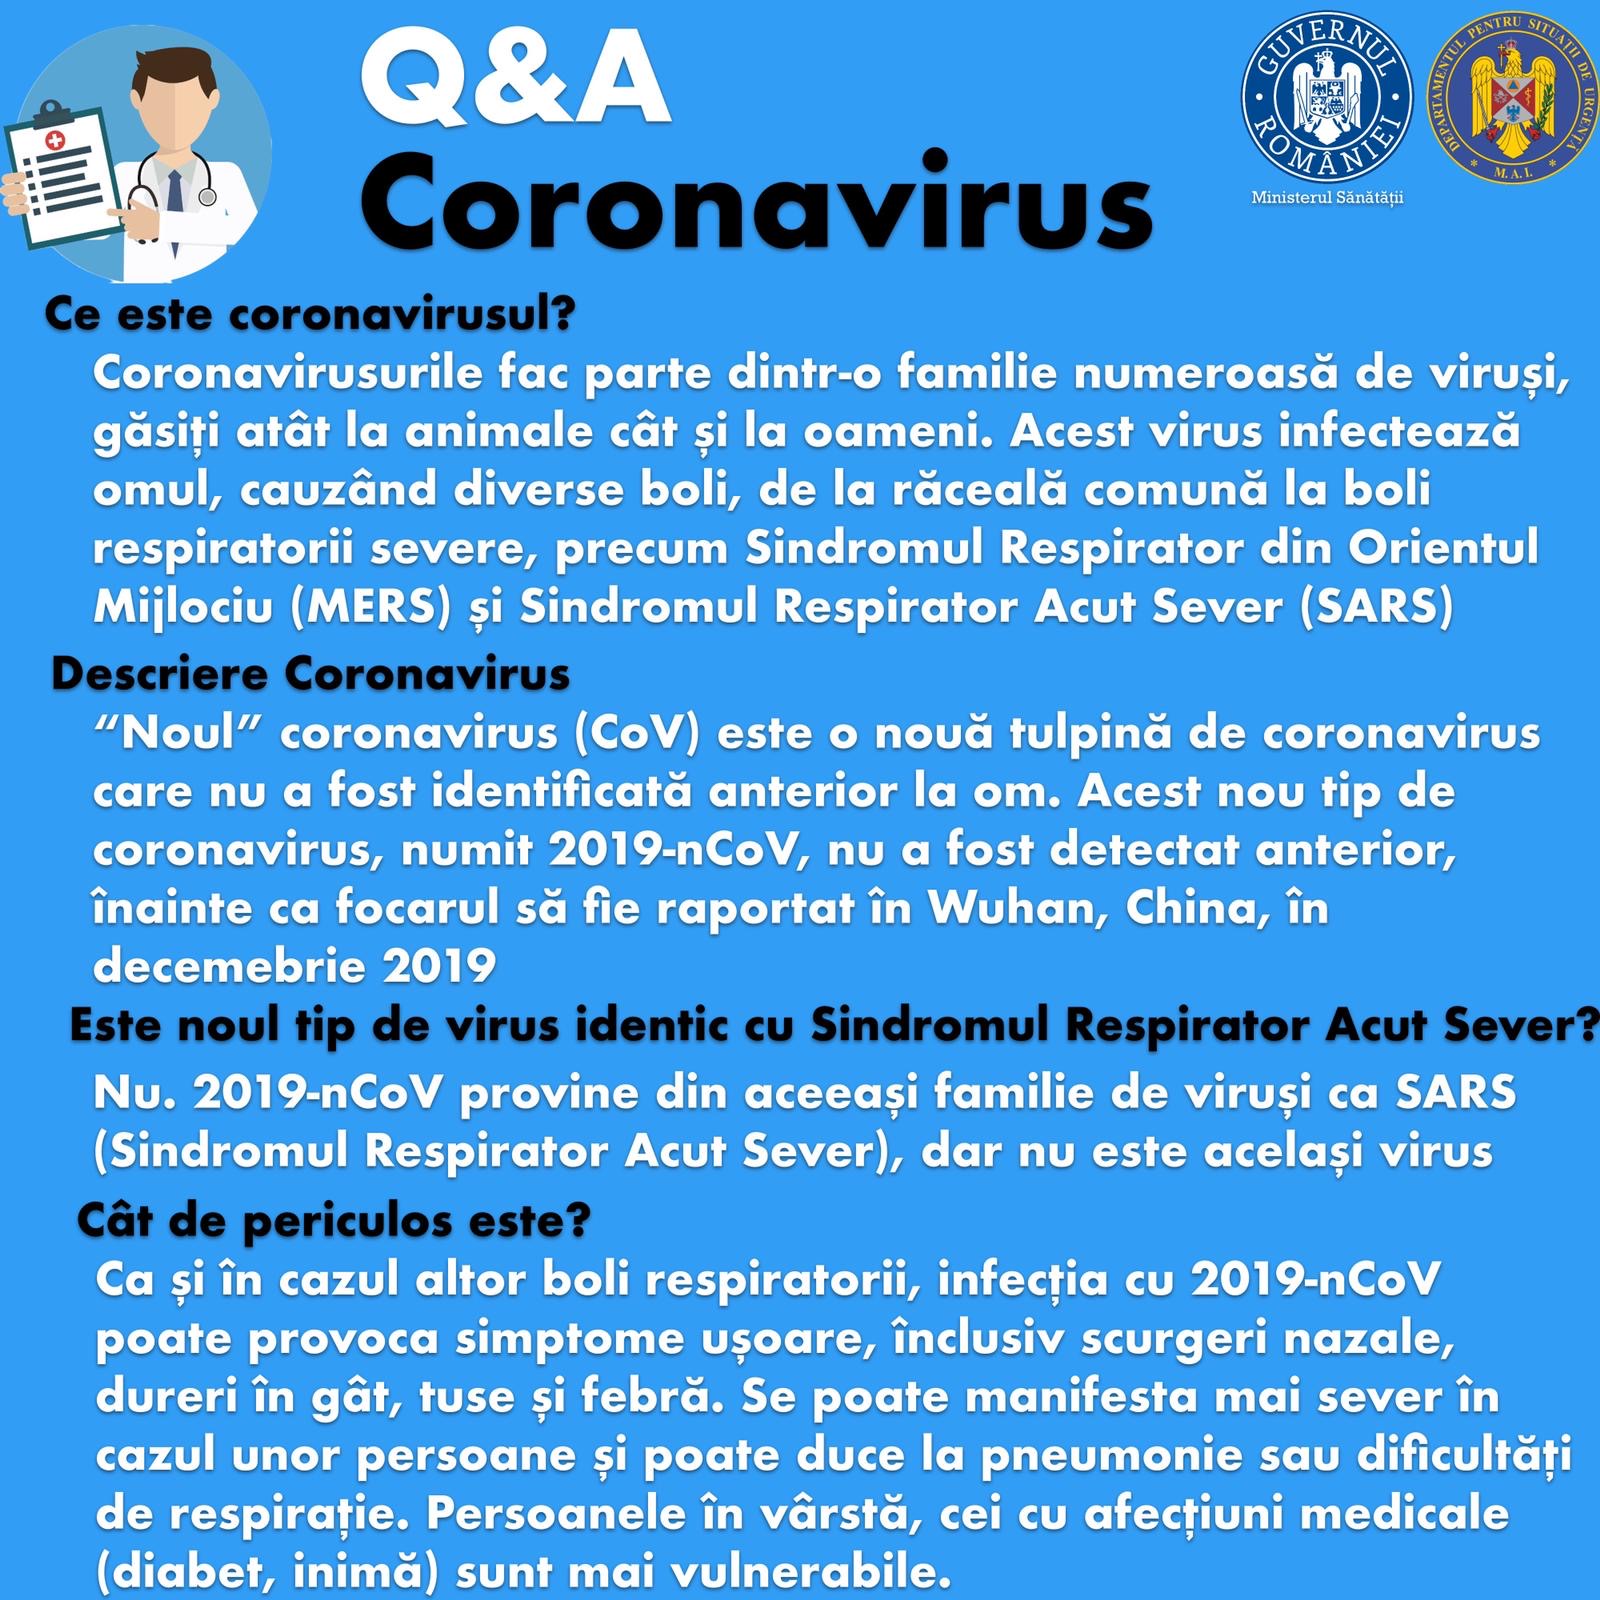 Q&A
Coronavirus
GUVERNUL ROMÂNIEI
Ministerul Sănătății
DEPARTAMENTUL PENTRU SITUAȚII DE URGENȚĂ
* M.A.I. *
Ce este coronavirusul?
Coronavirusurile fac parte dintr-o familie numeroasă de viruși,
găsiți atât la animale cât și la oameni. Acest virus infectează
omul, cauzând diverse boli, de la răceală comună la boli
respiratorii severe, precum Sindromul Respirator din Orientul
Mijlociu (MERS) și Sindromul Respirator Acut Sever (SARS)
Descriere Coronavirus
“Noul” coronavirus (CoV) este o nouă tulpină de coronavirus
care nu a fost identificată anterior la om. Acest nou tip de
coronavirus, numit 2019-nCoV, nu a fost detectat anterior,
înainte ca focarul să fie raportat în Wuhan, China, în
decemebrie 2019
Este noul tip de virus identic cu Sindromul Respirator Acut Sever?
Nu. 2019-nCoV provine din aceeași familie de viruși ca SARS
(Sindromul Respirator Acut Sever), dar nu este același virus
Cât de periculos este?
Ca și în cazul altor boli respiratorii, infecția cu 2019-nCoV
poate provoca simptome ușoare, înclusiv scurgeri nazale,
dureri în gât, tuse și febră. Se poate manifesta mai sever în
cazul unor persoane și poate duce la pneumonie sau dificultăți
de respirație. Persoanele în vârstă, cei cu afecțiuni medicale
(diabet, inimă) sunt mai vulnerabile.